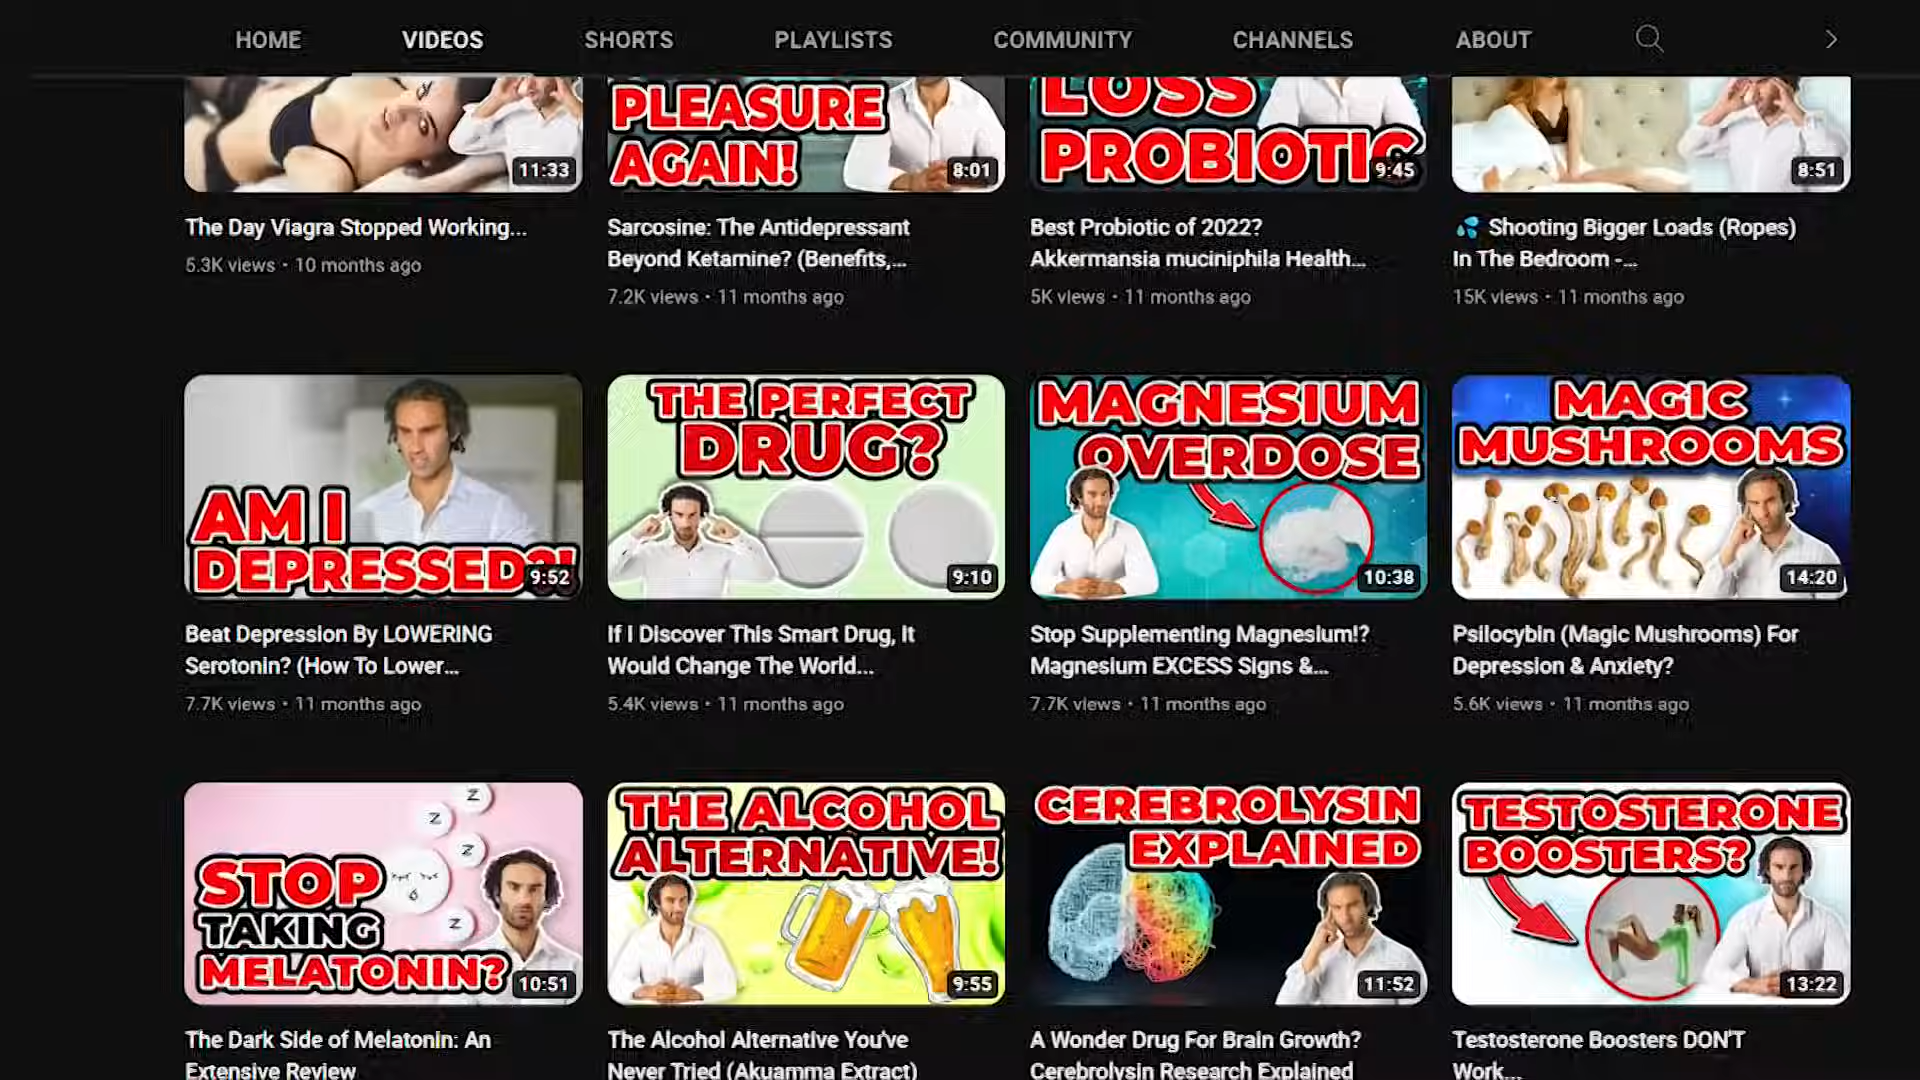 HOME VIDEOS SHORTS PLAYLISTS COMMUNITY CHANNELS ABOUT
11:33
PLEASURE
AGAIN!
8:01
LOSS
PROBIOTIC
9:45
8:51
The Day Viagra Stopped Working...
5.3K views • 10 months ago
Sarcosine: The Antidepressant
Beyond Ketamine? (Benefits,...
7.2K views • 11 months ago
Best Probiotic of 2022?
Akkermansia muciniphila Health...
5K views • 11 months ago
💦 Shooting Bigger Loads (Ropes)
In The Bedroom -...
15K views • 11 months ago
AM I
DEPRESSED?!
9:52
THE PERFECT
DRUG?
9:10
MAGNESIUM
OVERDOSE
10:38
MAGIC
MUSHROOMS
14:20
Beat Depression By LOWERING
Serotonin? (How To Lower...
7.7K views • 11 months ago
If I Discover This Smart Drug, It
Would Change The World...
5.4K views • 11 months ago
Stop Supplementing Magnesium!?
Magnesium EXCESS Signs &...
7.7K views • 11 months ago
Psilocybin (Magic Mushrooms) For
Depression & Anxiety?
5.6K views • 11 months ago
Z
Z
Z
Z
STOP
TAKING
MELATONIN?
10:51
THE ALCOHOL
ALTERNATIVE!
9:55
CEREBROLYSIN
EXPLAINED
11:52
TESTOSTERONE
BOOSTERS?
13:22
The Dark Side of Melatonin: An
Extensive Review
The Alcohol Alternative You've
Never Tried (Akuamma Extract)
A Wonder Drug For Brain Growth?
Cerebrolysin Research Explained
Testosterone Boosters DON'T
Work...